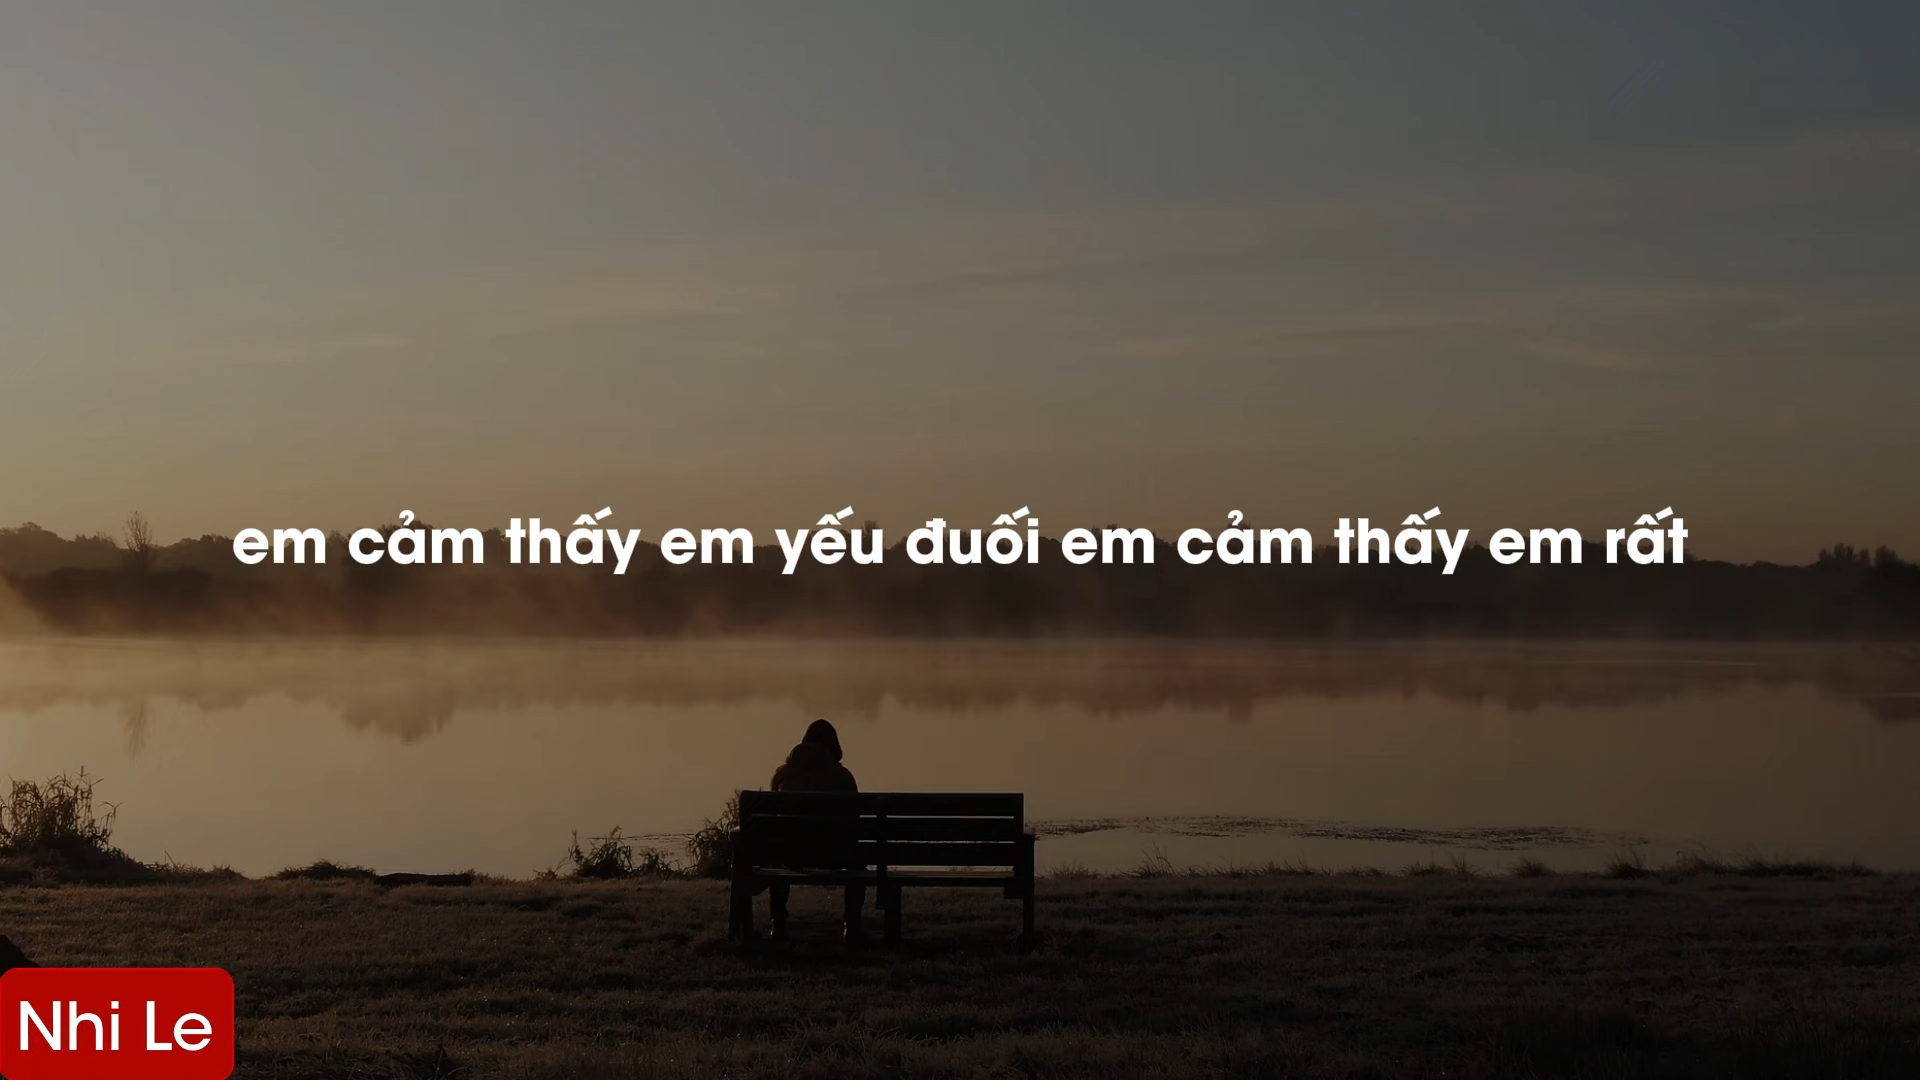 em cảm thấy em yếu đuối em cảm thấy em rất
Nhi Le